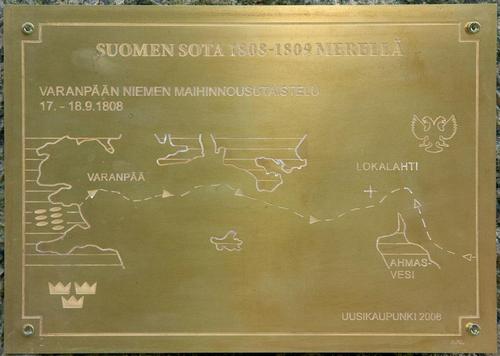 SUOMEN SOTA 1808-1809 MERELLÄ
VARANPÄÄN NIEMEN MAIHINNOUSUTAISTELU
17. - 18.9.1808
VARANPÄÄ
LOKALAHTI
AHMAS-
VESI
UUSIKAUPUNKI 2008